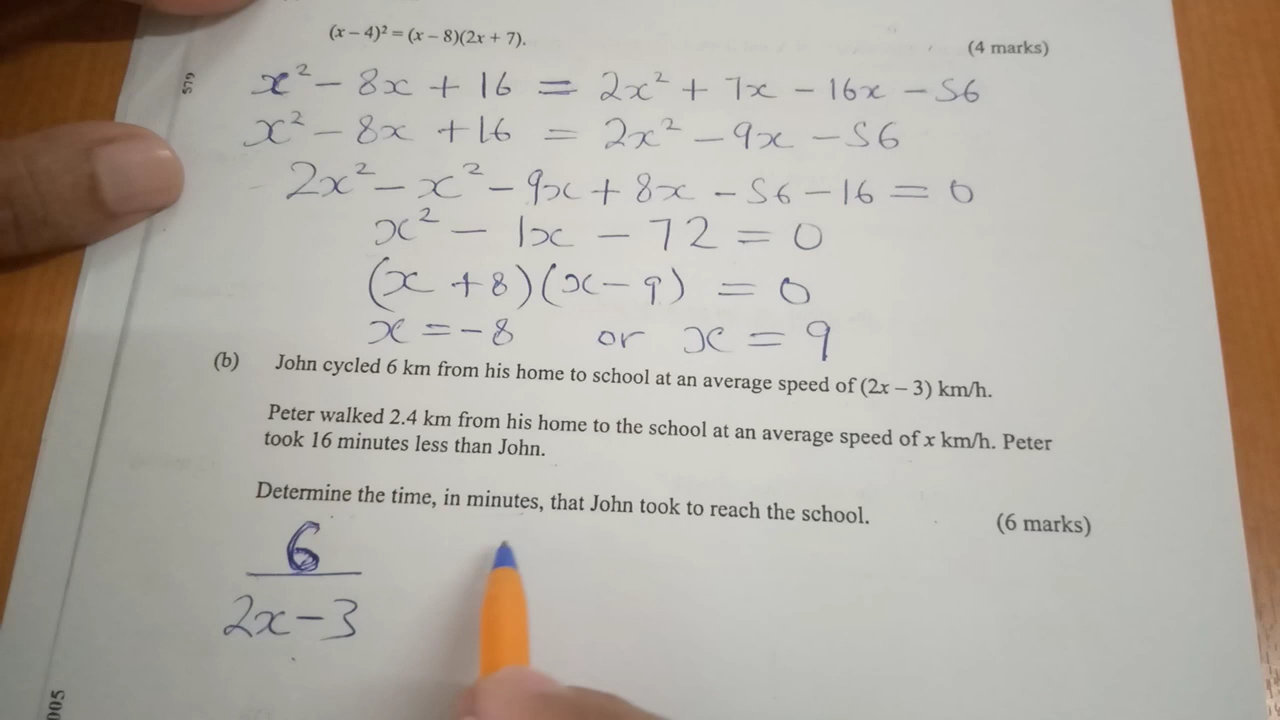 (x – 4)² = (x – 8)(2x + 7).
(4 marks)
579
x² - 8x + 16 = 2x² + 7x - 16x - 56
x² - 8x + 16 = 2x² - 9x - 56
2x² - x² - 9x + 8x - 56 - 16 = 0
x² - 1x - 72 = 0
(x + 8)(x - 9) = 0
x = -8 or x = 9
(b) John cycled 6 km from his home to school at an average speed of (2x – 3) km/h.
Peter walked 2.4 km from his home to the school at an average speed of x km/h. Peter
took 16 minutes less than John.
Determine the time, in minutes, that John took to reach the school.
(6 marks)
6
2x - 3
005